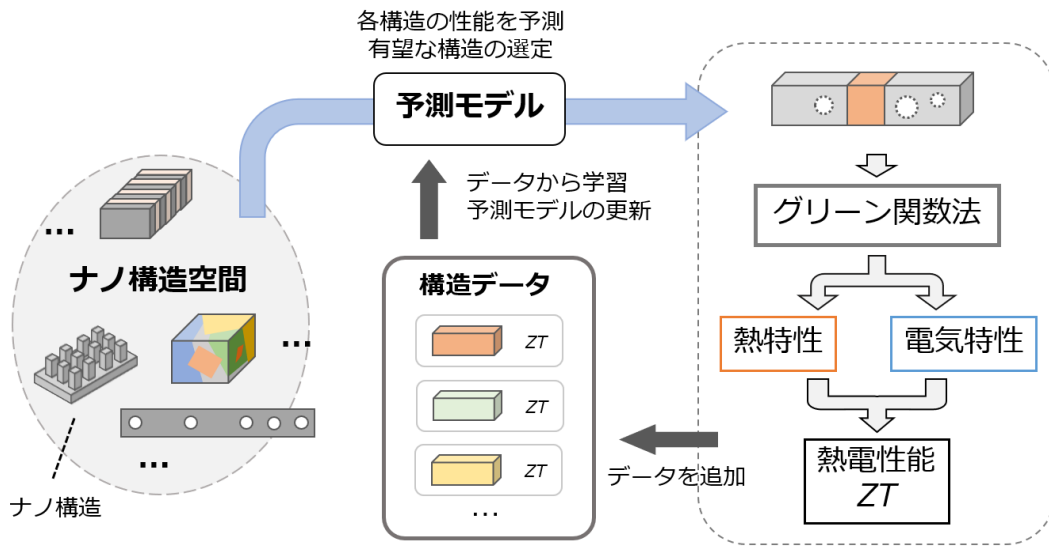 各構造の性能を予測
有望な構造の選定
予測モデル
データから学習
予測モデルの更新
...
ナノ構造空間
...
...
ナノ構造
構造データ
ZT
ZT
ZT
...
データを追加
グリーン関数法
熱特性
電気特性
熱電性能
ZT